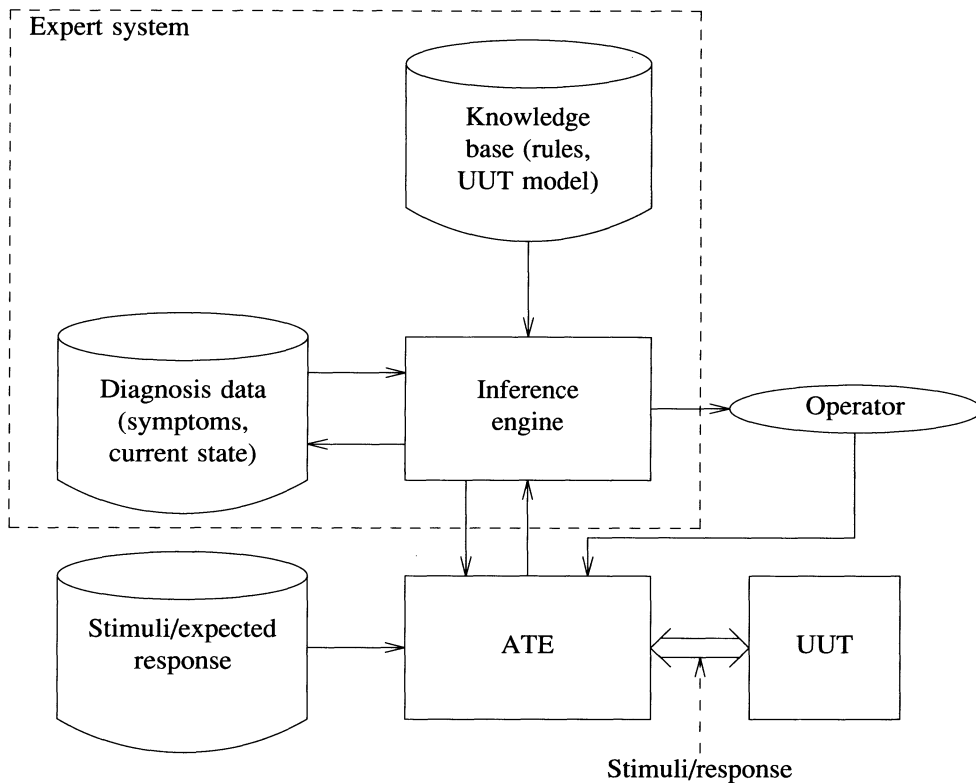 Expert system
Knowledge
base (rules,
UUT model)
Diagnosis data
(symptoms,
current state)
Inference
engine
Operator
Stimuli/expected
response
ATE
UUT
Stimuli/response